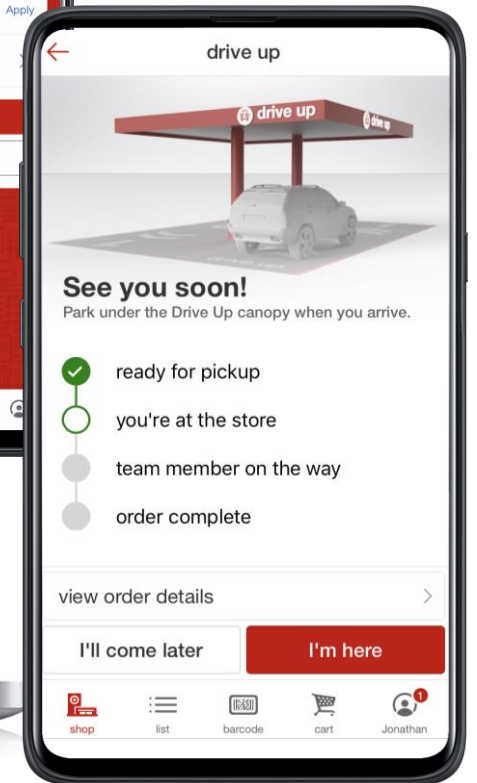 Apply
drive up
drive up
drive up
See you soon!
Park under the Drive Up canopy when you arrive.
ready for pickup
you're at the store
team member on the way
order complete
view order details
I'll come later
I'm here
1
shop
list
barcode
cart
Jonathan